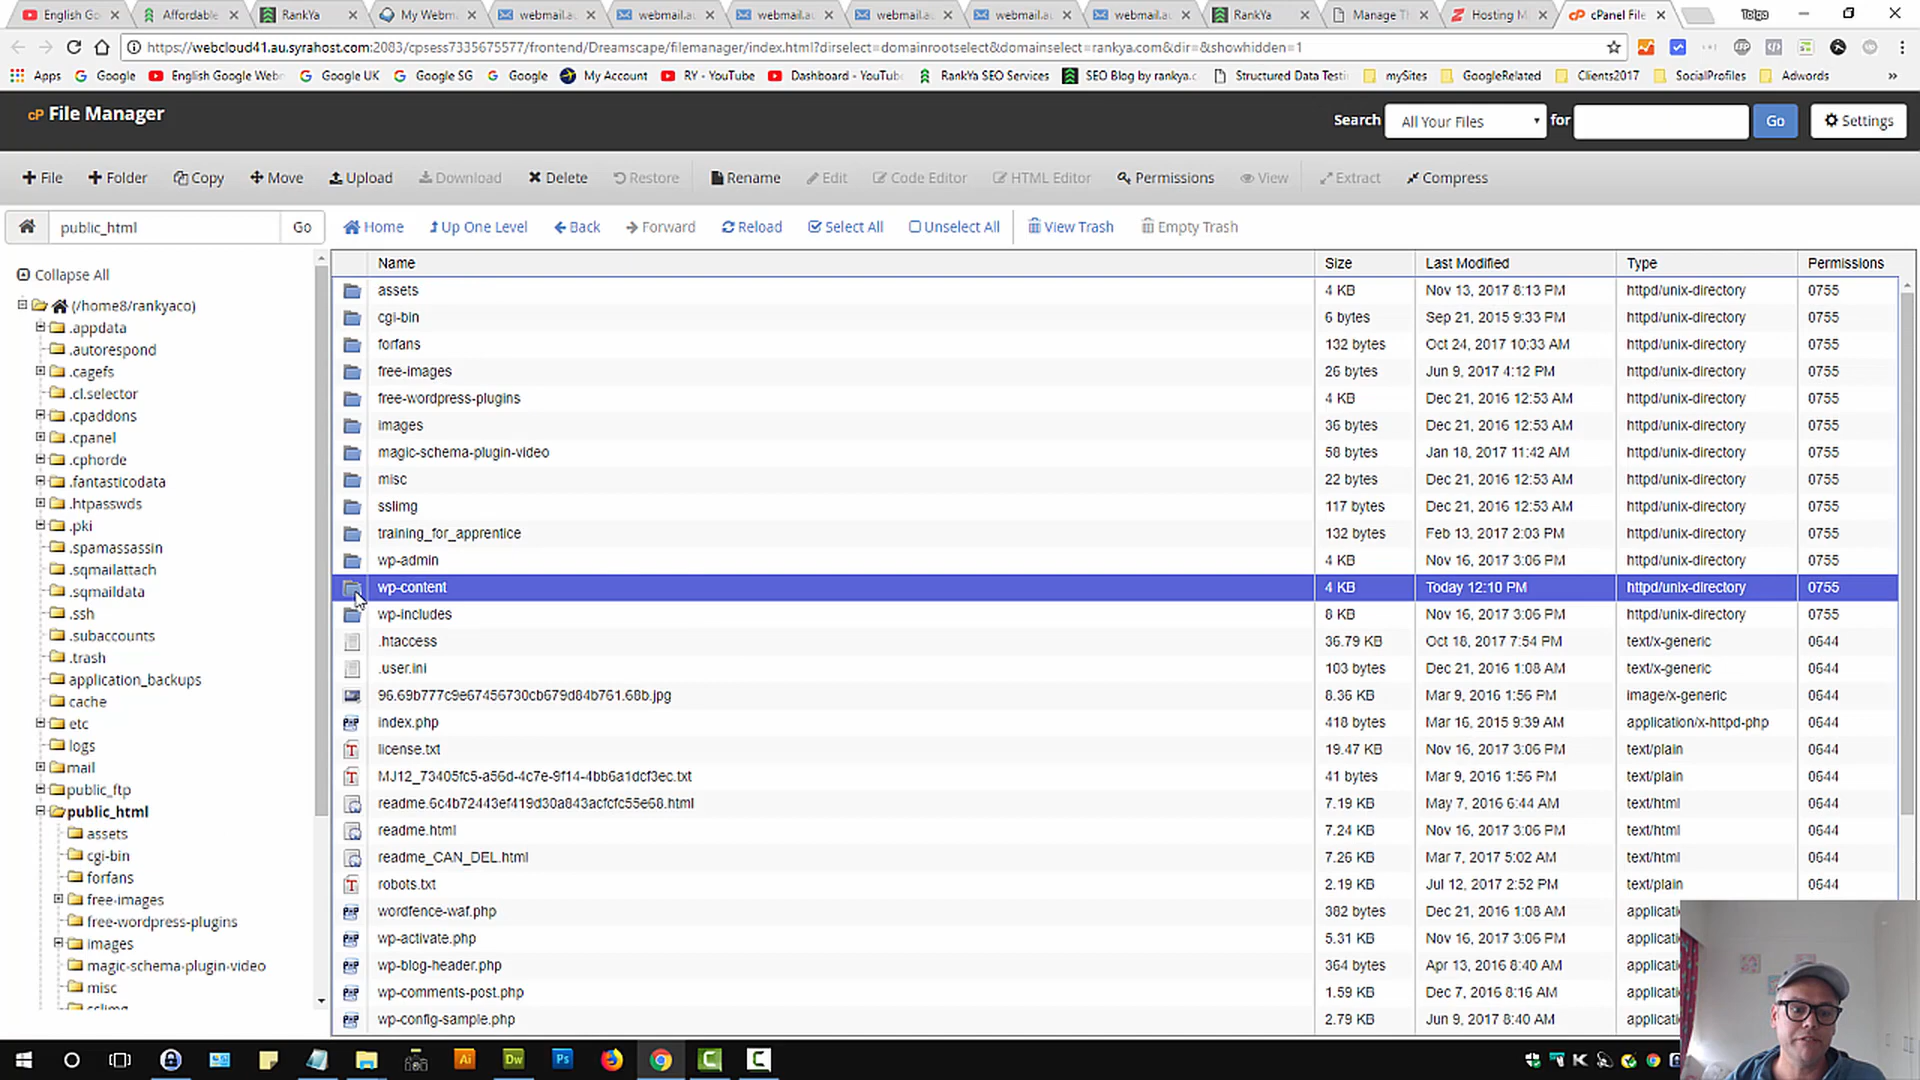 English Go
Affordable
RankYa
My Webm
webmail.au
webmail.au
webmail.au
webmail.au
webmail.au
webmail.au
RankYa
Manage Th
Hosting M
cPanel File
Tolga
https://webcloud41.au.syrahost.com:2083/cpsess7335675577/frontend/Dreamscape/filemanager/index.html?dirselect=domainrootselect&domainselect=rankya.com&dir=&showhidden=1
Apps
Google
English Google Webm
Google UK
Google SG
Google
My Account
RY - YouTube
Dashboard - YouTube
RankYa SEO Services
SEO Blog by rankya.c
Structured Data Testi
mySites
GoogleRelated
Clients2017
SocialProfiles
Adwords
»
cP File Manager
Search All Your Files for Go Settings
File Folder Copy Move Upload Download Delete Restore Rename Edit Code Editor HTML Editor Permissions View Extract Compress
public_html Go Home Up One Level Back Forward Reload Select All Unselect All View Trash Empty Trash
Collapse All
(/home8/rankyaco)
.appdata
.autorespond
.cagefs
.cl.selector
.cpaddons
.cpanel
.cphorde
.fantasticodata
.htpasswds
.pki
.spamassassin
.sqmailattach
.sqmaildata
.ssh
.subaccounts
.trash
application_backups
cache
etc
logs
mail
public_ftp
public_html
assets
cgi-bin
forfans
free-images
free-wordpress-plugins
images
magic-schema-plugin-video
misc
sslimg
Name Size Last Modified Type Permissions
assets 4 KB Nov 13, 2017 8:13 PM httpd/unix-directory 0755
cgi-bin 6 bytes Sep 21, 2015 9:33 PM httpd/unix-directory 0755
forfans 132 bytes Oct 24, 2017 10:33 AM httpd/unix-directory 0755
free-images 26 bytes Jun 9, 2017 4:12 PM httpd/unix-directory 0755
free-wordpress-plugins 4 KB Dec 21, 2016 12:53 AM httpd/unix-directory 0755
images 36 bytes Dec 21, 2016 12:53 AM httpd/unix-directory 0755
magic-schema-plugin-video 58 bytes Jan 18, 2017 11:42 AM httpd/unix-directory 0755
misc 22 bytes Dec 21, 2016 12:53 AM httpd/unix-directory 0755
sslimg 117 bytes Dec 21, 2016 12:53 AM httpd/unix-directory 0755
training_for_apprentice 132 bytes Feb 13, 2017 2:03 PM httpd/unix-directory 0755
wp-admin 4 KB Nov 16, 2017 3:06 PM httpd/unix-directory 0755
wp-content 4 KB Today 12:10 PM httpd/unix-directory 0755
wp-includes 8 KB Nov 16, 2017 3:06 PM httpd/unix-directory 0755
.htaccess 36.79 KB Oct 18, 2017 7:54 PM text/x-generic 0644
.user.ini 103 bytes Dec 21, 2016 1:08 AM text/x-generic 0644
96.69b777c9e67456730cb679d84b761.68b.jpg 8.36 KB Mar 9, 2016 1:56 PM image/x-generic 0644
index.php 418 bytes Mar 16, 2015 9:39 AM application/x-httpd-php 0644
license.txt 19.47 KB Nov 16, 2017 3:06 PM text/plain 0644
MJ12_73405fc5-a56d-4c7e-9f14-4bb6a1dcf3ec.txt 41 bytes Mar 9, 2016 1:56 PM text/plain 0644
readme.6c4b72443ef419d30a843acfcfc55e68.html 7.19 KB May 7, 2016 6:44 AM text/html 0644
readme.html 7.24 KB Nov 16, 2017 3:06 PM text/html 0644
readme_CAN_DEL.html 7.26 KB Mar 7, 2017 5:02 AM text/html 0644
robots.txt 2.19 KB Jul 12, 2017 2:52 PM text/plain 0644
wordfence-waf.php 382 bytes Dec 21, 2016 1:08 AM applicati
wp-activate.php 5.31 KB Nov 16, 2017 3:06 PM applicati
wp-blog-header.php 364 bytes Apr 13, 2016 8:40 AM applicati
wp-comments-post.php 1.59 KB Dec 7, 2016 8:16 AM applicati
wp-config-sample.php 2.79 KB Jun 9, 2017 8:40 AM applicati
Ai
Dw
Ps